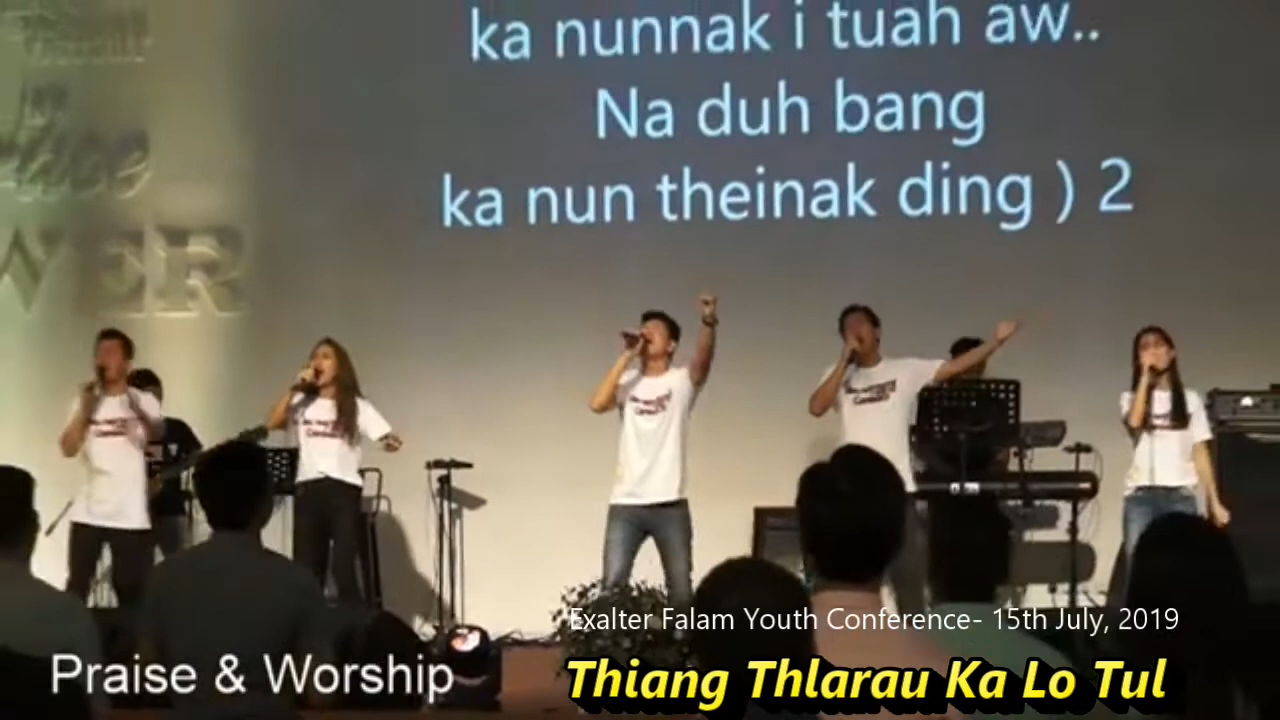 ka nunnak i tuah aw..
Na duh bang
ka nun theinak ding ) 2
WER
Exalter Falam Youth Conference- 15th July, 2019
Praise & Worship
Thiang Thlarau Ka Lo Tul